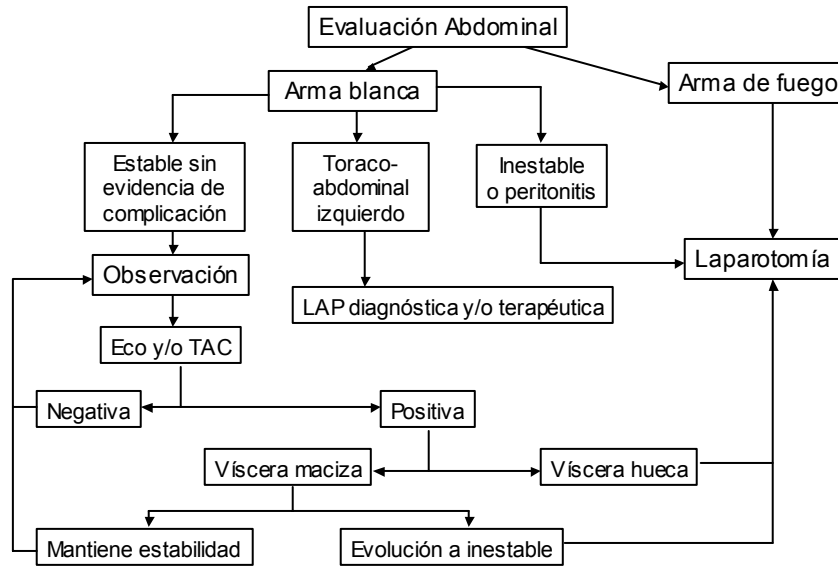 Evaluación Abdominal
Arma blanca
Arma de fuego
Estable sin
evidencia de
complicación
Toraco-
abdominal
izquierdo
Inestable
o peritonitis
Observación
Laparotomía
LAP diagnóstica y/o terapéutica
Eco y/o TAC
Negativa
Positiva
Víscera maciza
Víscera hueca
Mantiene estabilidad
Evolución a inestable